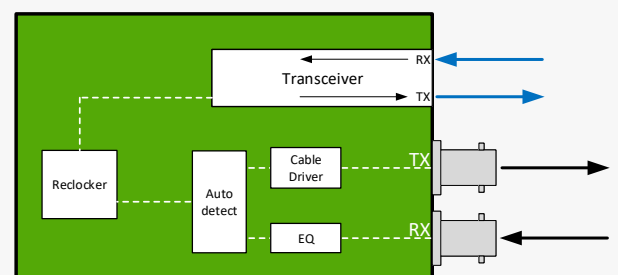 RX
Transceiver
TX
Cable
Driver
TX
Reclocker
Auto
detect
RX
EQ